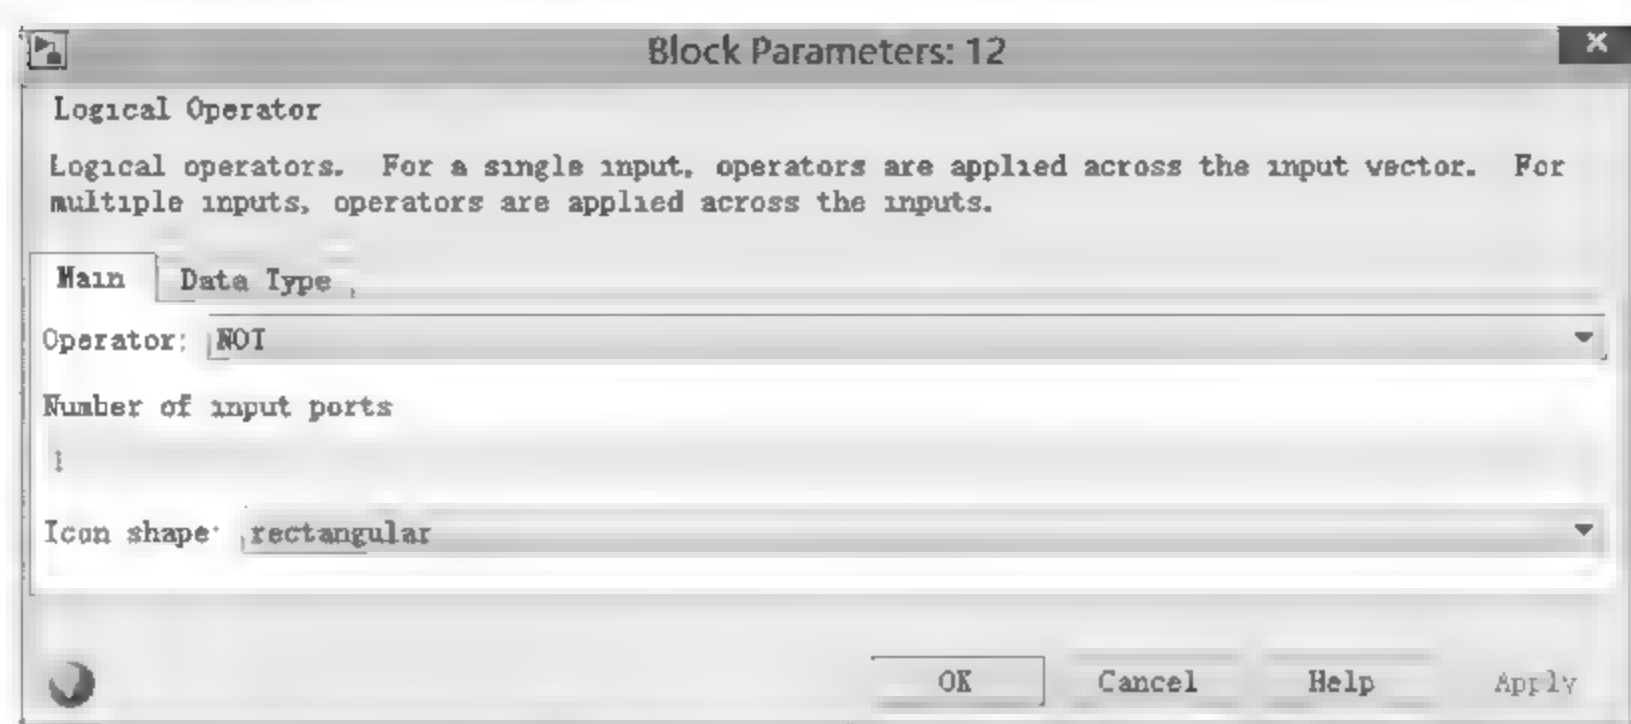 Block Parameters: 12
Logical Operator
Logical operators. For a single input, operators are applied across the input vector. For
multiple inputs, operators are applied across the inputs.
Main Data Type
Operator: NOT
Number of input ports
1
Icon shape: rectangular
OK Cancel Help Apply